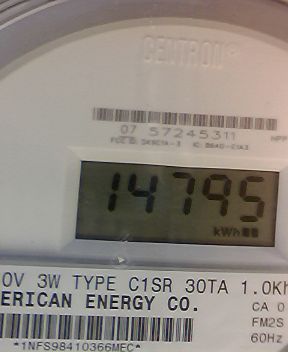 CENTRON®
07 57245311
14795
kWh
0V 3W TYPE C1SR 30TA 1.0Kh
ERICAN ENERGY CO.
CA 0
FM2S
60Hz
*1NFS98410366MEC*